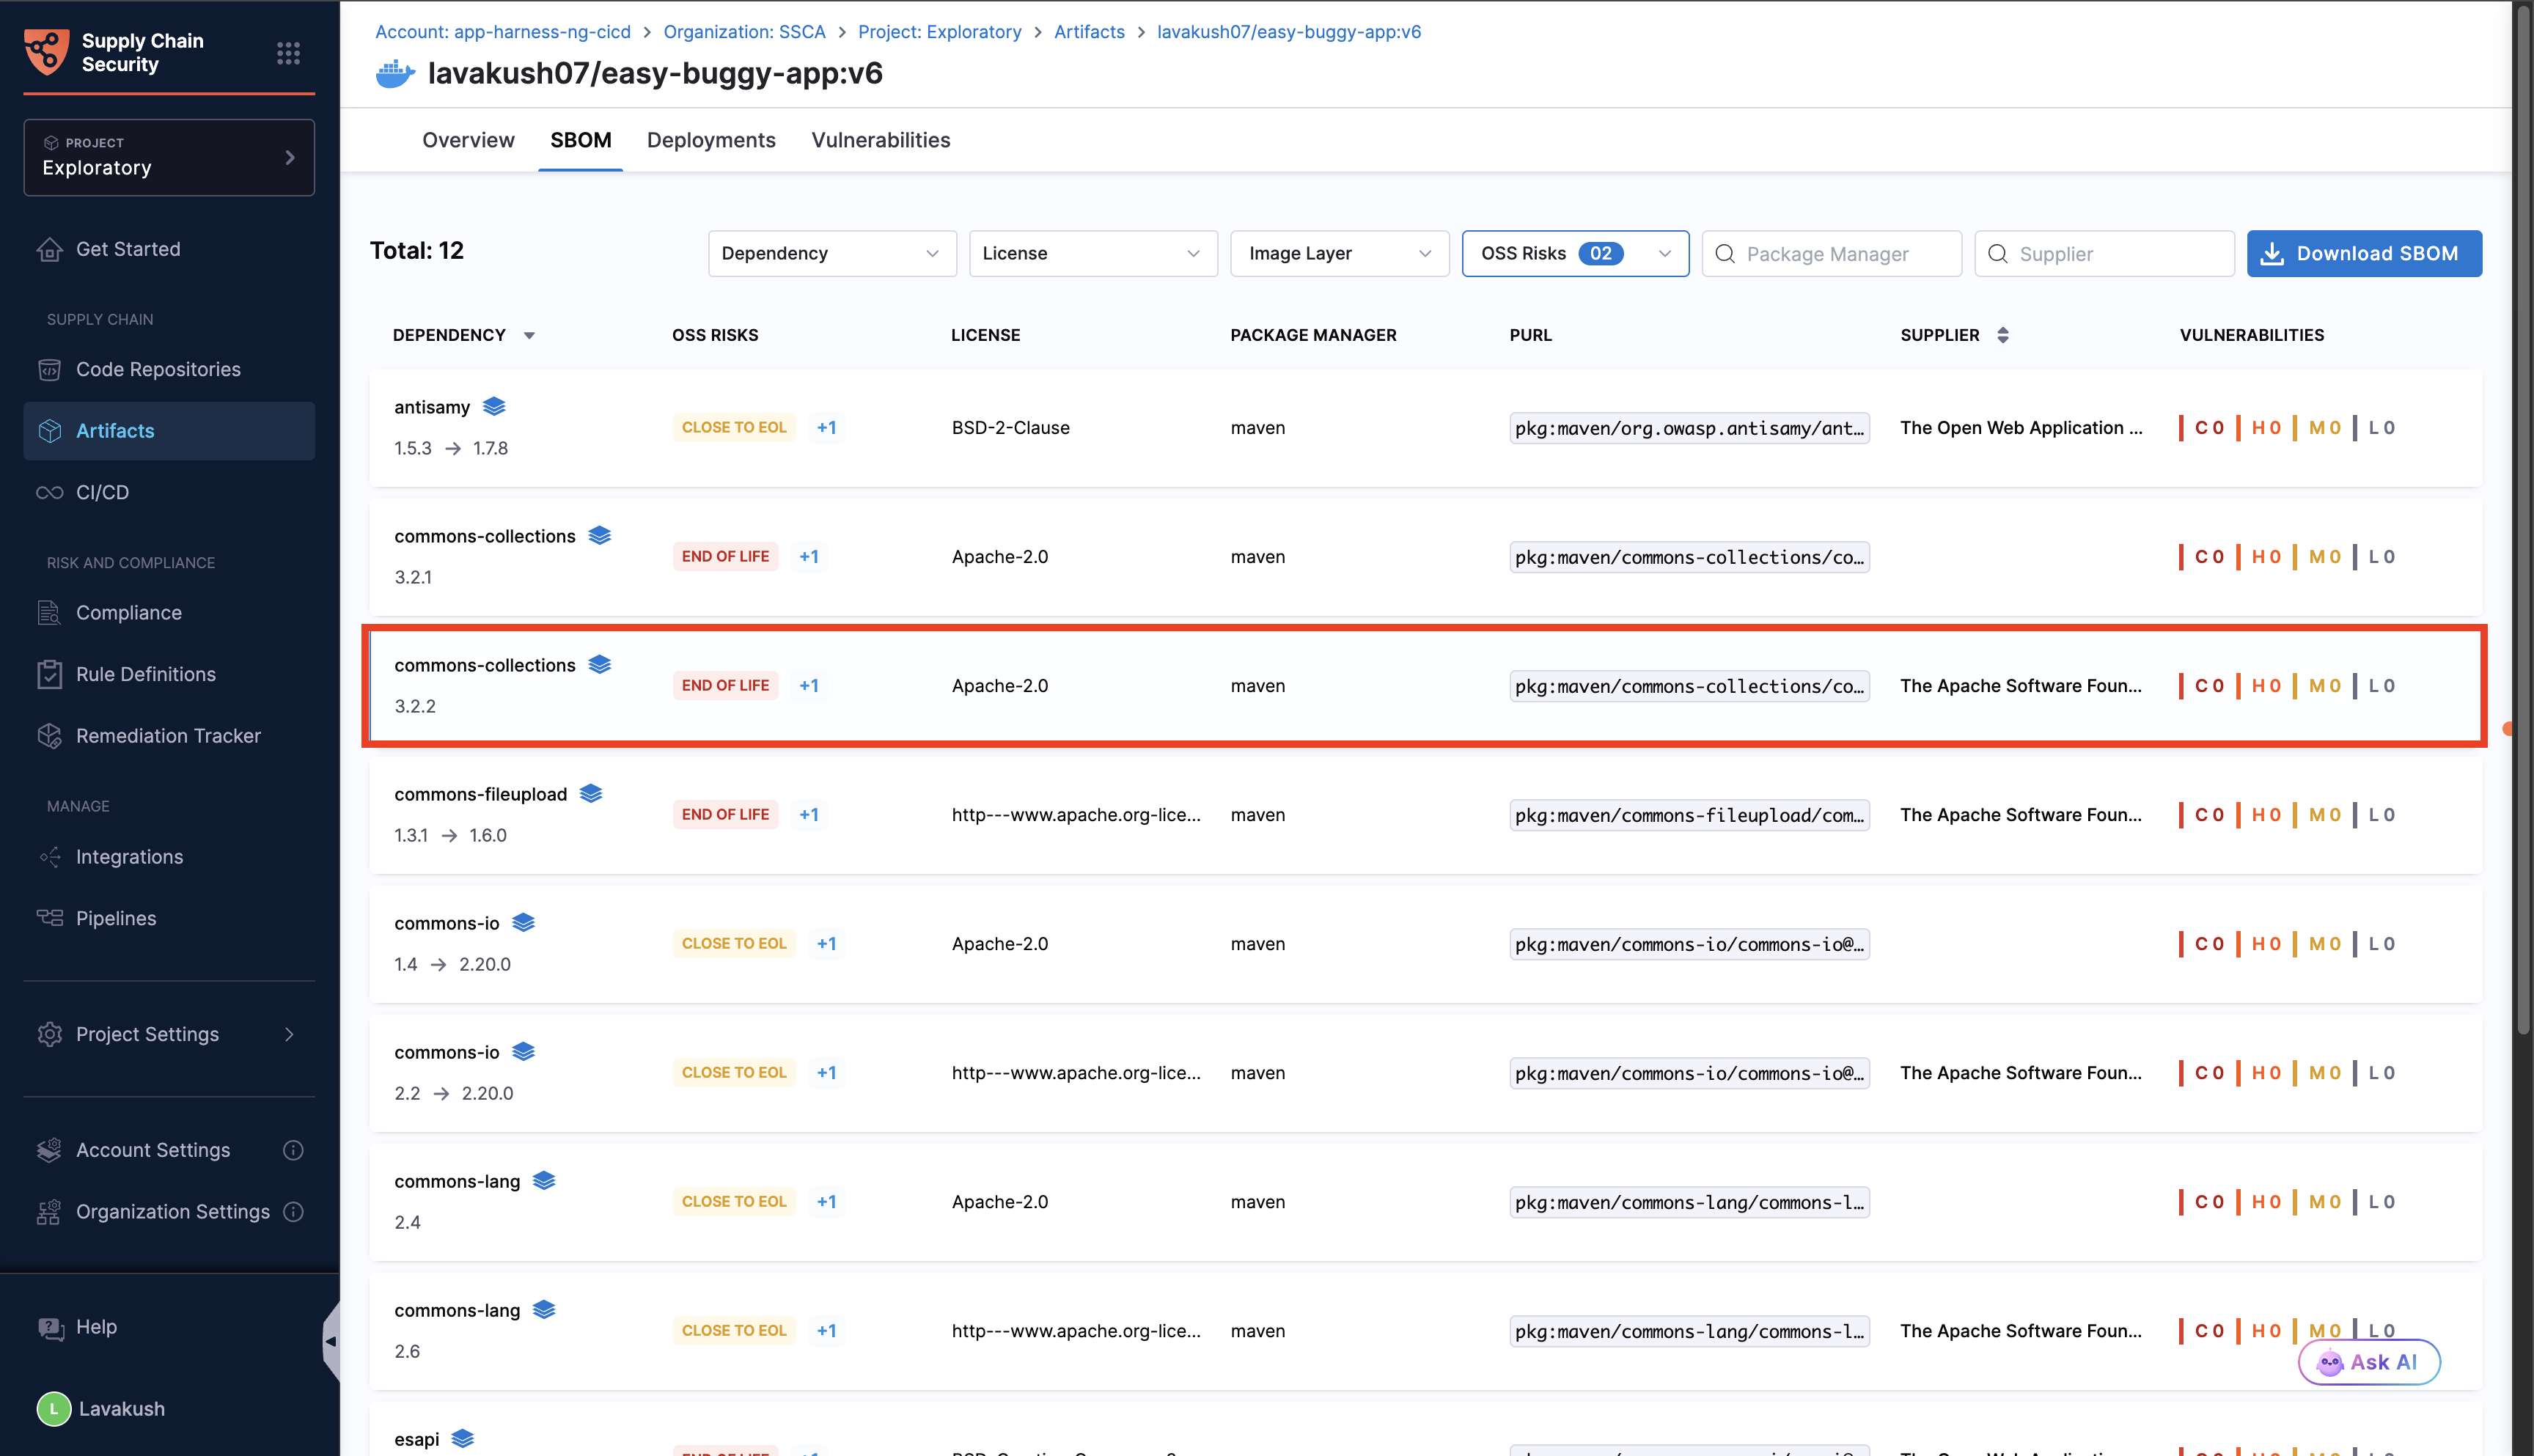 Supply Chain
Security
PROJECT
Exploratory
Get Started
SUPPLY CHAIN
Code Repositories
Artifacts
CI/CD
RISK AND COMPLIANCE
Compliance
Rule Definitions
Remediation Tracker
MANAGE
Integrations
Pipelines
Project Settings
Account Settings
Organization Settings
Help
L Lavakush
Account: app-harness-ng-cicd > Organization: SSCA > Project: Exploratory > Artifacts > lavakush07/easy-buggy-app:v6
lavakush07/easy-buggy-app:v6
Overview SBOM Deployments Vulnerabilities
Total: 12 Dependency License Image Layer OSS Risks 02 Package Manager Supplier Download SBOM
DEPENDENCY OSS RISKS LICENSE PACKAGE MANAGER PURL SUPPLIER VULNERABILITIES
antisamy
1.5.3 → 1.7.8
CLOSE TO EOL +1 BSD-2-Clause maven pkg:maven/org.owasp.antisamy/ant... The Open Web Application ... C 0 H 0 M 0 L 0
commons-collections
3.2.1
END OF LIFE +1 Apache-2.0 maven pkg:maven/commons-collections/co... C 0 H 0 M 0 L 0
commons-collections
3.2.2
END OF LIFE +1 Apache-2.0 maven pkg:maven/commons-collections/co... The Apache Software Foun... C 0 H 0 M 0 L 0
commons-fileupload
1.3.1 → 1.6.0
END OF LIFE +1 http---www.apache.org-lice... maven pkg:maven/commons-fileupload/com... The Apache Software Foun... C 0 H 0 M 0 L 0
commons-io
1.4 → 2.20.0
CLOSE TO EOL +1 Apache-2.0 maven pkg:maven/commons-io/commons-io@... C 0 H 0 M 0 L 0
commons-io
2.2 → 2.20.0
CLOSE TO EOL +1 http---www.apache.org-lice... maven pkg:maven/commons-io/commons-io@... The Apache Software Foun... C 0 H 0 M 0 L 0
commons-lang
2.4
CLOSE TO EOL +1 Apache-2.0 maven pkg:maven/commons-lang/commons-l... C 0 H 0 M 0 L 0
commons-lang
2.6
CLOSE TO EOL +1 http---www.apache.org-lice... maven pkg:maven/commons-lang/commons-l... The Apache Software Foun... C 0 H 0 M 0 L 0
Ask AI
esapi